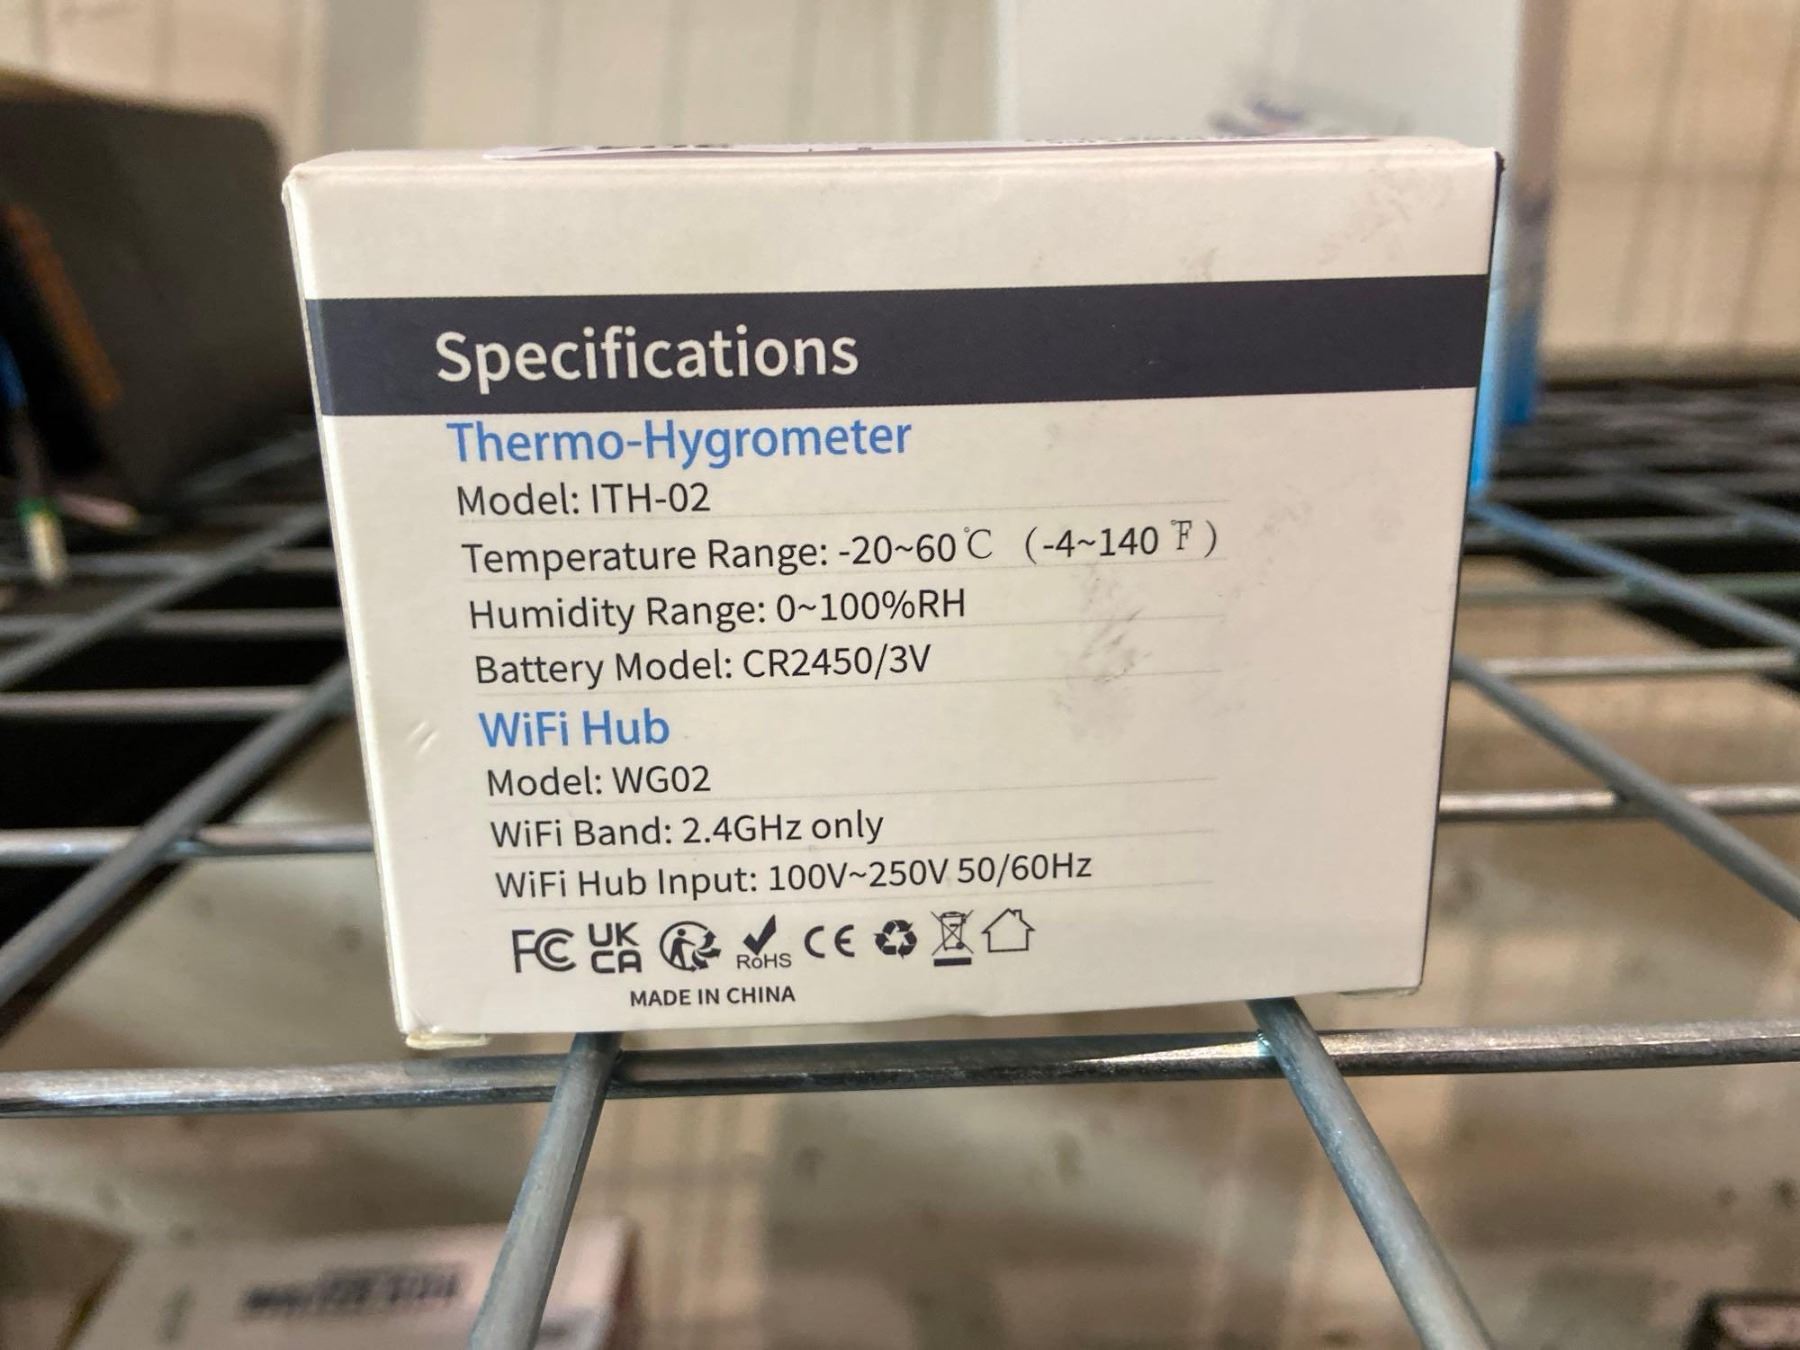 Specifications
Thermo-Hygrometer
Model: ITH-02
Temperature Range: -20~60℃ (-4~140℉)
Humidity Range: 0~100%RH
Battery Model: CR2450/3V
WiFi Hub
Model: WG02
WiFi Band: 2.4GHz only
WiFi Hub Input: 100V~250V 50/60Hz
FC UK CA RoHS CE
MADE IN CHINA